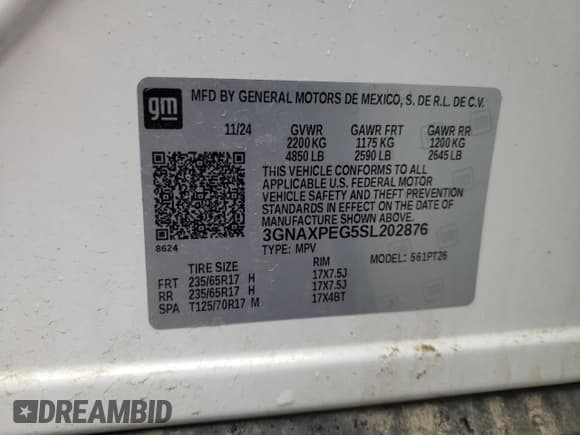 gm
MFD BY GENERAL MOTORS DE MEXICO, S. DE R.L. DE C.V.
11/24 GVWR GAWR FRT GAWR RR
2200 KG 1175 KG 1200 KG
4850 LB 2590 LB 2645 LB
THIS VEHICLE CONFORMS TO ALL
APPLICABLE U.S. FEDERAL MOTOR
VEHICLE SAFETY AND THEFT PREVENTION
STANDARDS IN EFFECT ON THE DATE OF
MANUFACTURE SHOWN ABOVE.
3GNAXPEG5SL202876
8624
TYPE: MPV MODEL: 561PT26
TIRE SIZE RIM
FRT 235/65R17 H 17X7.5J
RR 235/65R17 H 17X7.5J
SPA T125/70R17 M 17X4BT
DREAMBID